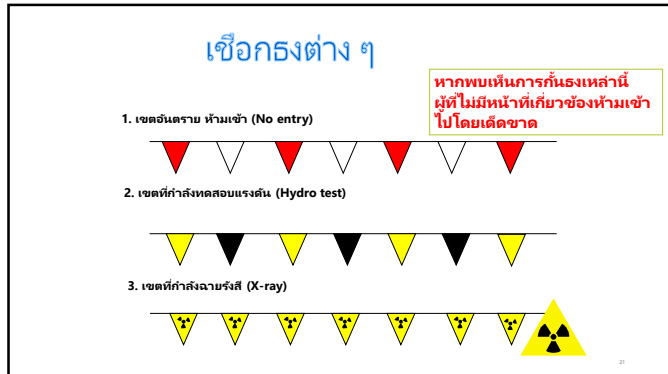 เชือกธงต่าง ๆ
หากพบเห็นการกั้นธงเหล่านี้
ผู้ที่ไม่มีหน้าที่เกี่ยวข้องห้ามเข้า
ไปโดยเด็ดขาด
1. เขตอันตราย ห้ามเข้า (No entry)
2. เขตที่กำลังทดสอบแรงดัน (Hydro test)
3. เขตที่กำลังฉายรังสี (X-ray)
21